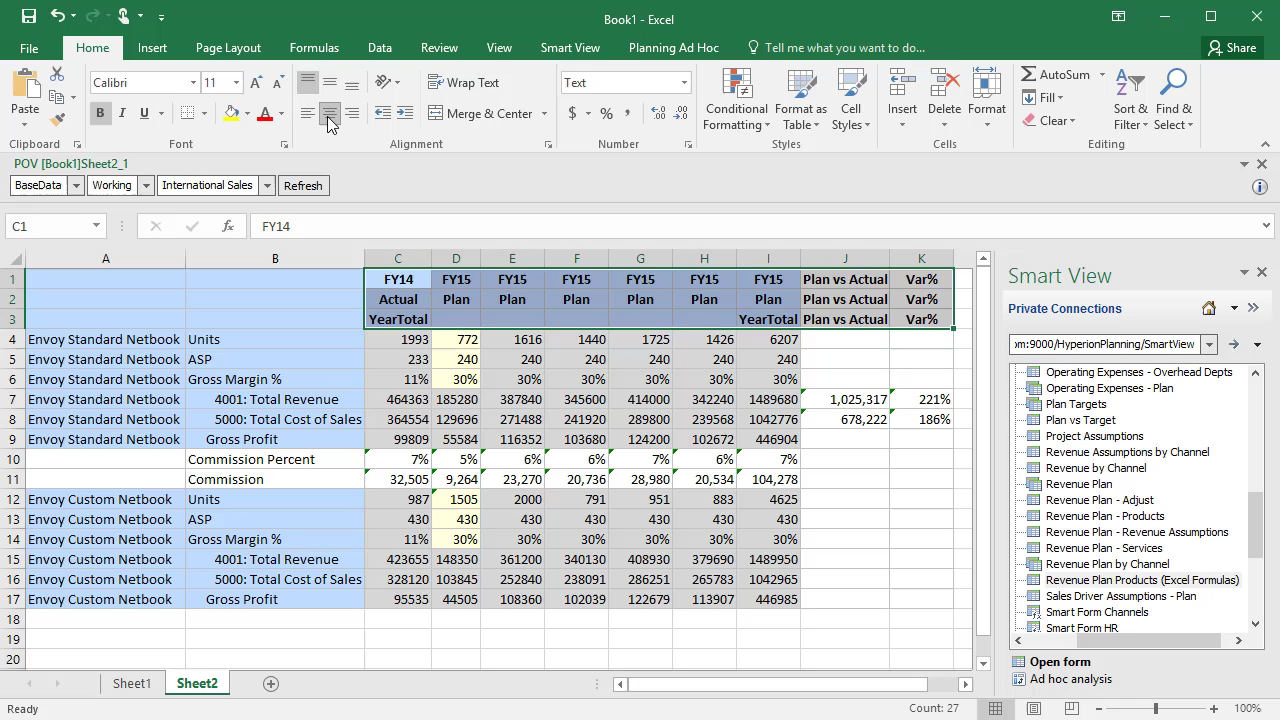 Book1 - Excel
File Home Insert Page Layout Formulas Data Review View Smart View Planning Ad Hoc Tell me what you want to do... Share
Paste
Calibri 11
B I U
A
Wrap Text
Merge & Center
Text
$ % ,
Conditional Formatting
Format as Table
Cell Styles
Insert Delete Format
AutoSum
Fill
Clear
Sort & Filter
Find & Select
Clipboard Font Alignment Number Styles Cells Editing
POV [Book1]Sheet2_1
BaseData Working International Sales Refresh
C1 fx FY14
A B C D E F G H I J K
1 FY14 FY15 FY15 FY15 FY15 FY15 FY15 Plan vs Actual Var%
2 Actual Plan Plan Plan Plan Plan Plan Plan vs Actual Var%
3 YearTotal YearTotal Plan vs Actual Var%
4 Envoy Standard Netbook Units 1993 772 1616 1440 1725 1426 6207
5 Envoy Standard Netbook ASP 233 240 240 240 240 240 240
6 Envoy Standard Netbook Gross Margin % 11% 30% 30% 30% 30% 30% 30%
7 Envoy Standard Netbook 4001: Total Revenue 464363 185280 387840 345600 414000 342240 1489680 1,025,317 221%
8 Envoy Standard Netbook 5000: Total Cost of Sales 364554 129696 271488 241920 289800 239568 1042776 678,222 186%
9 Envoy Standard Netbook Gross Profit 99809 55584 116352 103680 124200 102672 446904
10 Commission Percent 7% 5% 6% 6% 7% 6% 7%
11 Commission 32,505 9,264 23,270 20,736 28,980 20,534 104,278
12 Envoy Custom Netbook Units 987 1505 2000 791 951 883 4625
13 Envoy Custom Netbook ASP 430 430 430 430 430 430 430
14 Envoy Custom Netbook Gross Margin % 11% 30% 30% 30% 30% 30% 30%
15 Envoy Custom Netbook 4001: Total Revenue 423655 148350 361200 340130 408930 379690 1489950
16 Envoy Custom Netbook 5000: Total Cost of Sales 328120 103845 252840 238091 286251 265783 1042965
17 Envoy Custom Netbook Gross Profit 95535 44505 108360 102039 122679 113907 446985
18
19
20
Sheet1 Sheet2
Ready Count: 27 100%
Smart View
Private Connections
om:9000/HyperionPlanning/SmartView
Operating Expenses - Overhead Depts
Operating Expenses - Plan
Plan Targets
Plan vs Target
Project Assumptions
Revenue Assumptions by Channel
Revenue by Channel
Revenue Plan
Revenue Plan - Adjust
Revenue Plan - Products
Revenue Plan - Revenue Assumptions
Revenue Plan - Services
Revenue Plan by Channel
Revenue Plan Products (Excel Formulas)
Sales Driver Assumptions - Plan
Smart Form Channels
Smart Form HR
Open form
Ad hoc analysis